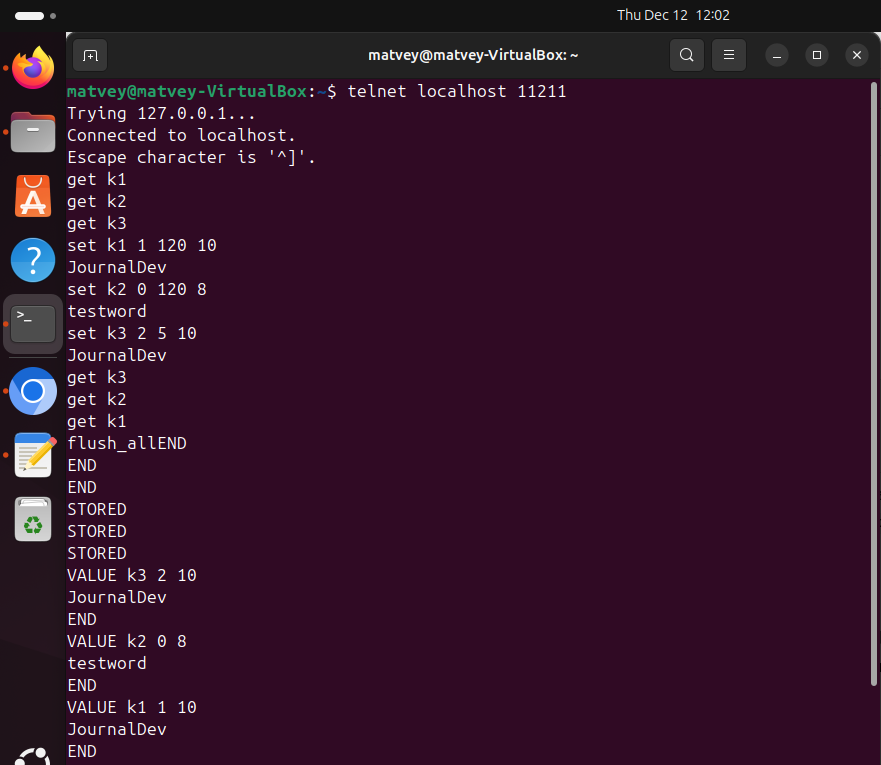 Thu Dec 12 12:02
matvey@matvey-VirtualBox: ~
matvey@matvey-VirtualBox:~$ telnet localhost 11211
Trying 127.0.0.1...
Connected to localhost.
Escape character is '^]'.
get k1
get k2
get k3
set k1 1 120 10
JournalDev
set k2 0 120 8
testword
set k3 2 5 10
JournalDev
get k3
get k2
get k1
flush_allEND
END
END
STORED
STORED
STORED
VALUE k3 2 10
JournalDev
END
VALUE k2 0 8
testword
END
VALUE k1 1 10
JournalDev
END